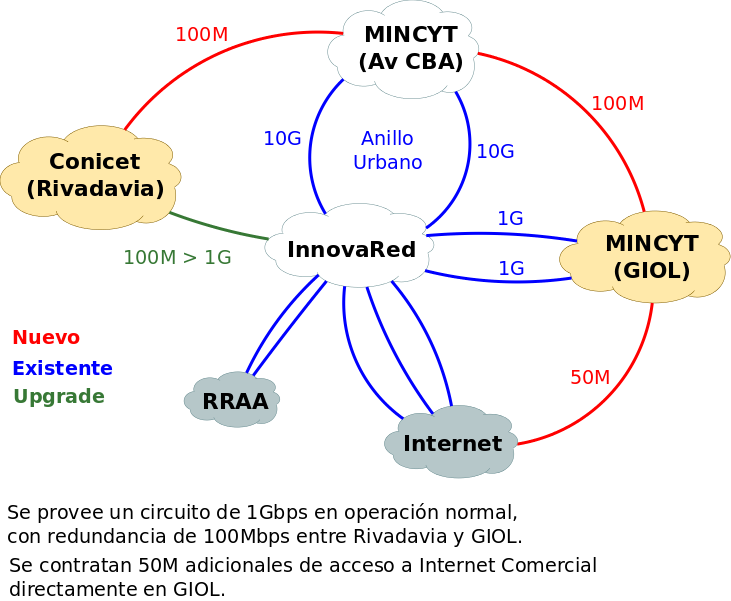 MINCYT
(Av CBA)
100M
100M
10G
Anillo
Urbano
10G
Conicet
(Rivadavia)
1G
InnovaRed
MINCYT
(GIOL)
100M > 1G
1G
Nuevo
Existente
Upgrade
50M
RRAA
Internet
Se provee un circuito de 1Gbps en operación normal,
con redundancia de 100Mbps entre Rivadavia y GIOL.
Se contratan 50M adicionales de acceso a Internet Comercial
directamente en GIOL.